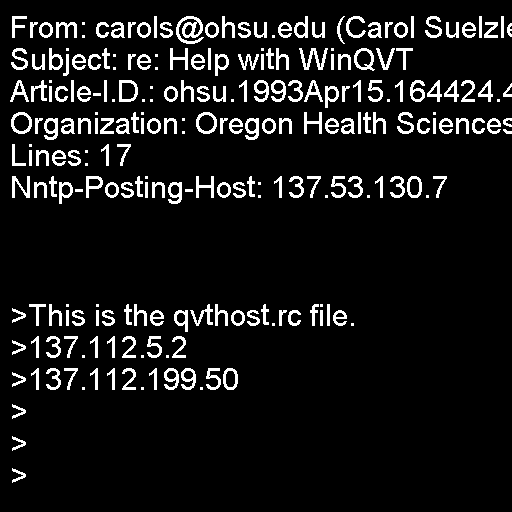 From: carols@ohsu.edu (Carol Suelzle
Subject: re: Help with WinQVT
Article-I.D.: ohsu.1993Apr15.164424.4
Organization: Oregon Health Sciences
Lines: 17
Nntp-Posting-Host: 137.53.130.7
>This is the qvthost.rc file.
>137.112.5.2
>137.112.199.50
>
>
>